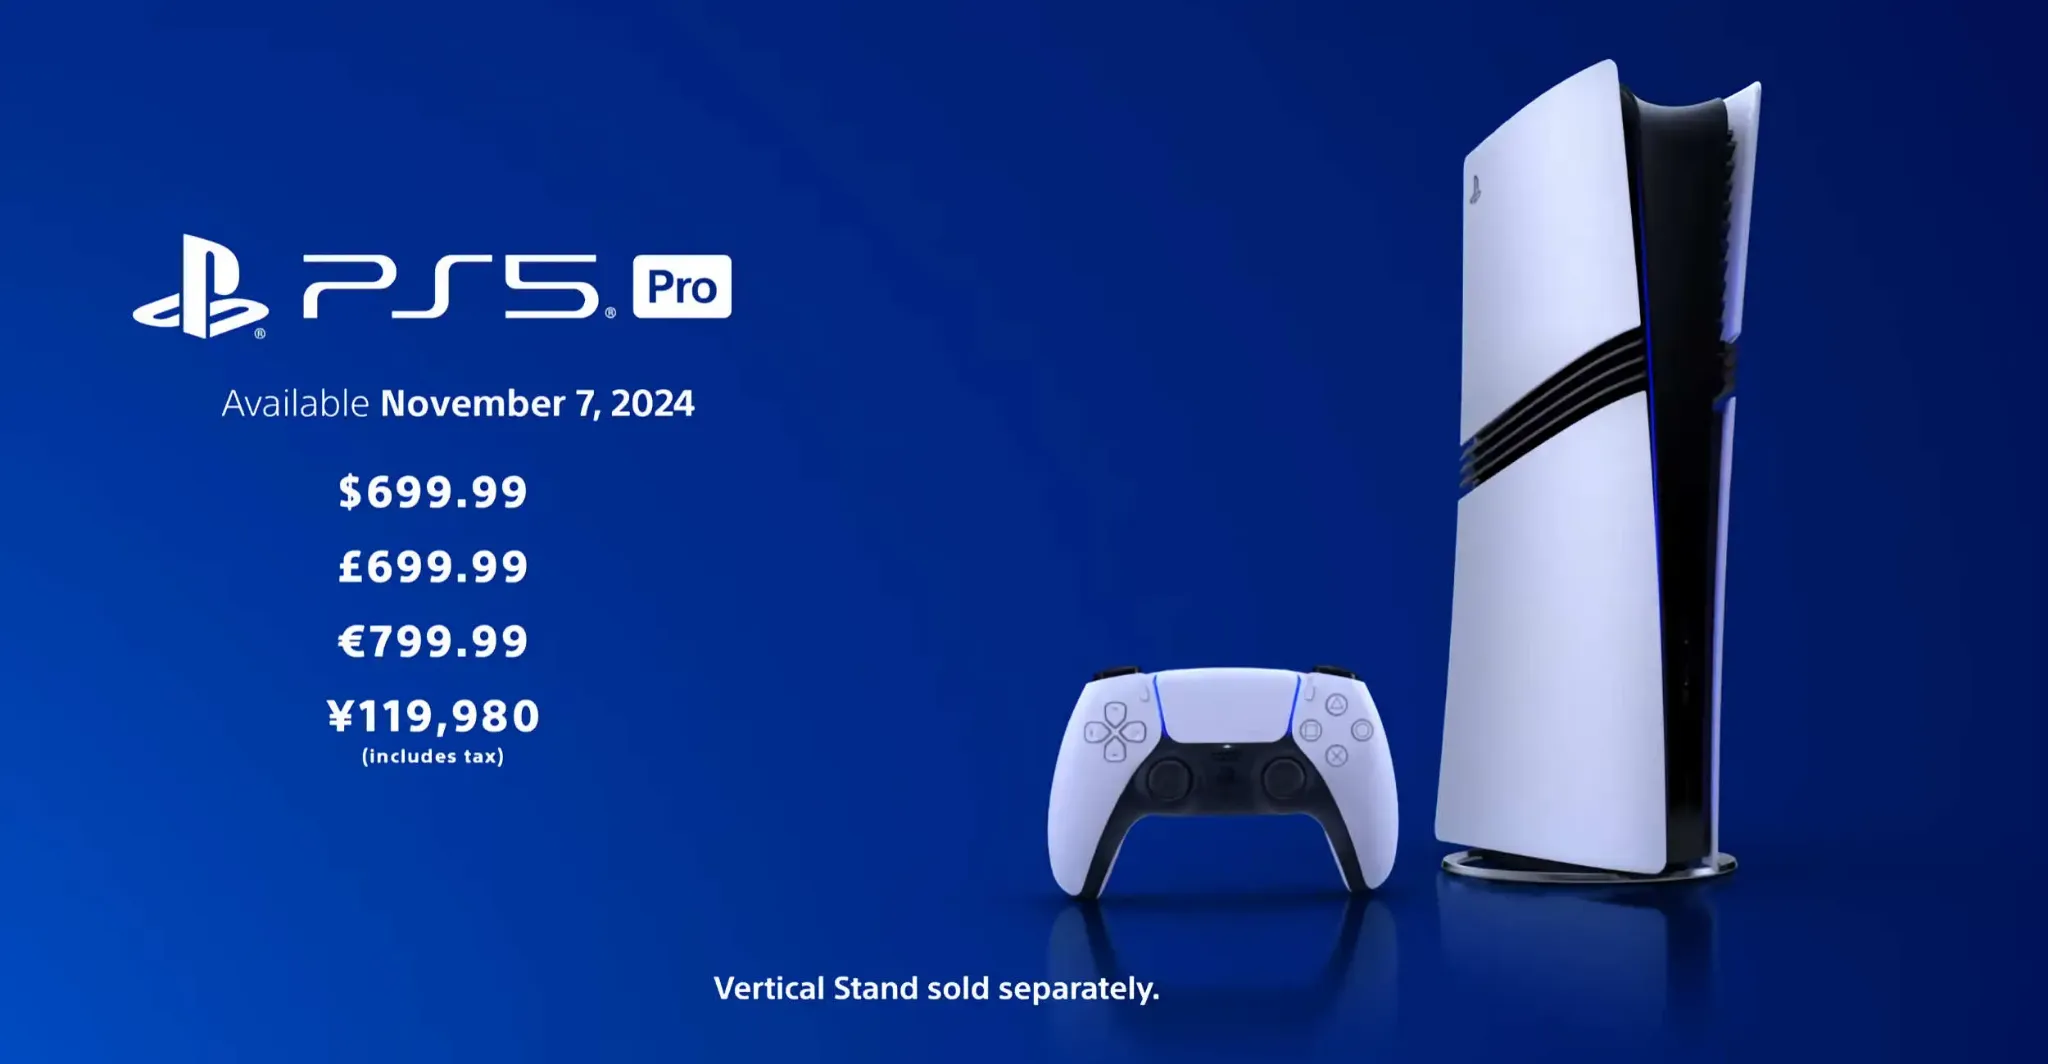 PS5® Pro
Available November 7, 2024
$699.99
£699.99
€799.99
¥119,980
(includes tax)
Vertical Stand sold separately.